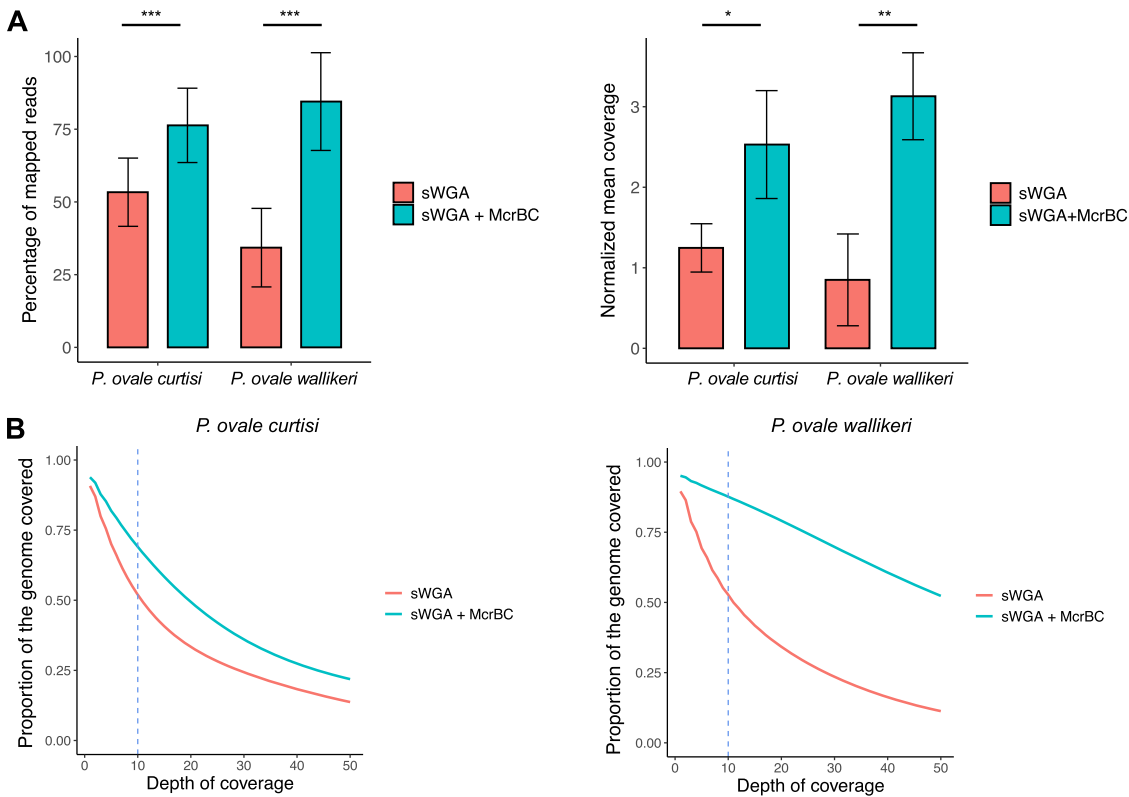 A
*** ***
Percentage of mapped reads
100
75
50
25
0
P. ovale curtisi P. ovale wallikeri
sWGA
sWGA + McrBC
* **
Normalized mean coverage
3
2
1
0
P. ovale curtisi P. ovale wallikeri
sWGA
sWGA+McrBC
B
P. ovale curtisi
Proportion of the genome covered
1.00
0.75
0.50
0.25
0.00
0 10 20 30 40 50
Depth of coverage
sWGA
sWGA + McrBC
P. ovale wallikeri
Proportion of the genome covered
1.00
0.75
0.50
0.25
0.00
0 10 20 30 40 50
Depth of coverage
sWGA
sWGA + McrBC